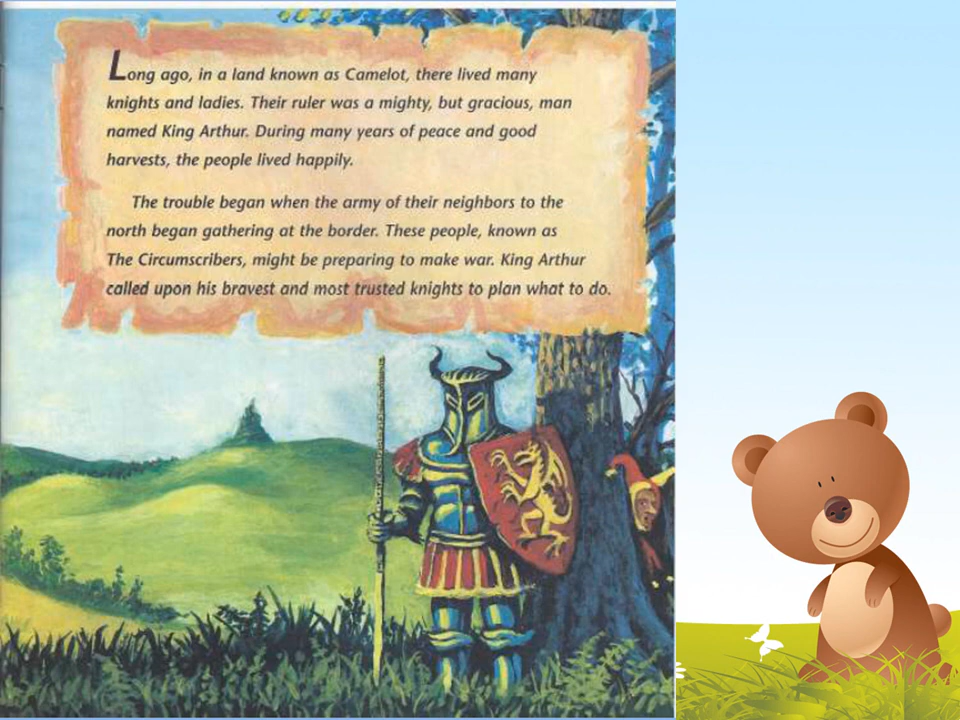 Long ago, in a land known as Camelot, there lived many
knights and ladies. Their ruler was a mighty, but gracious, man
named King Arthur. During many years of peace and good
harvests, the people lived happily.
The trouble began when the army of their neighbors to the
north began gathering at the border. These people, known as
The Circumscribers, might be preparing to make war. King Arthur
called upon his bravest and most trusted knights to plan what to do.